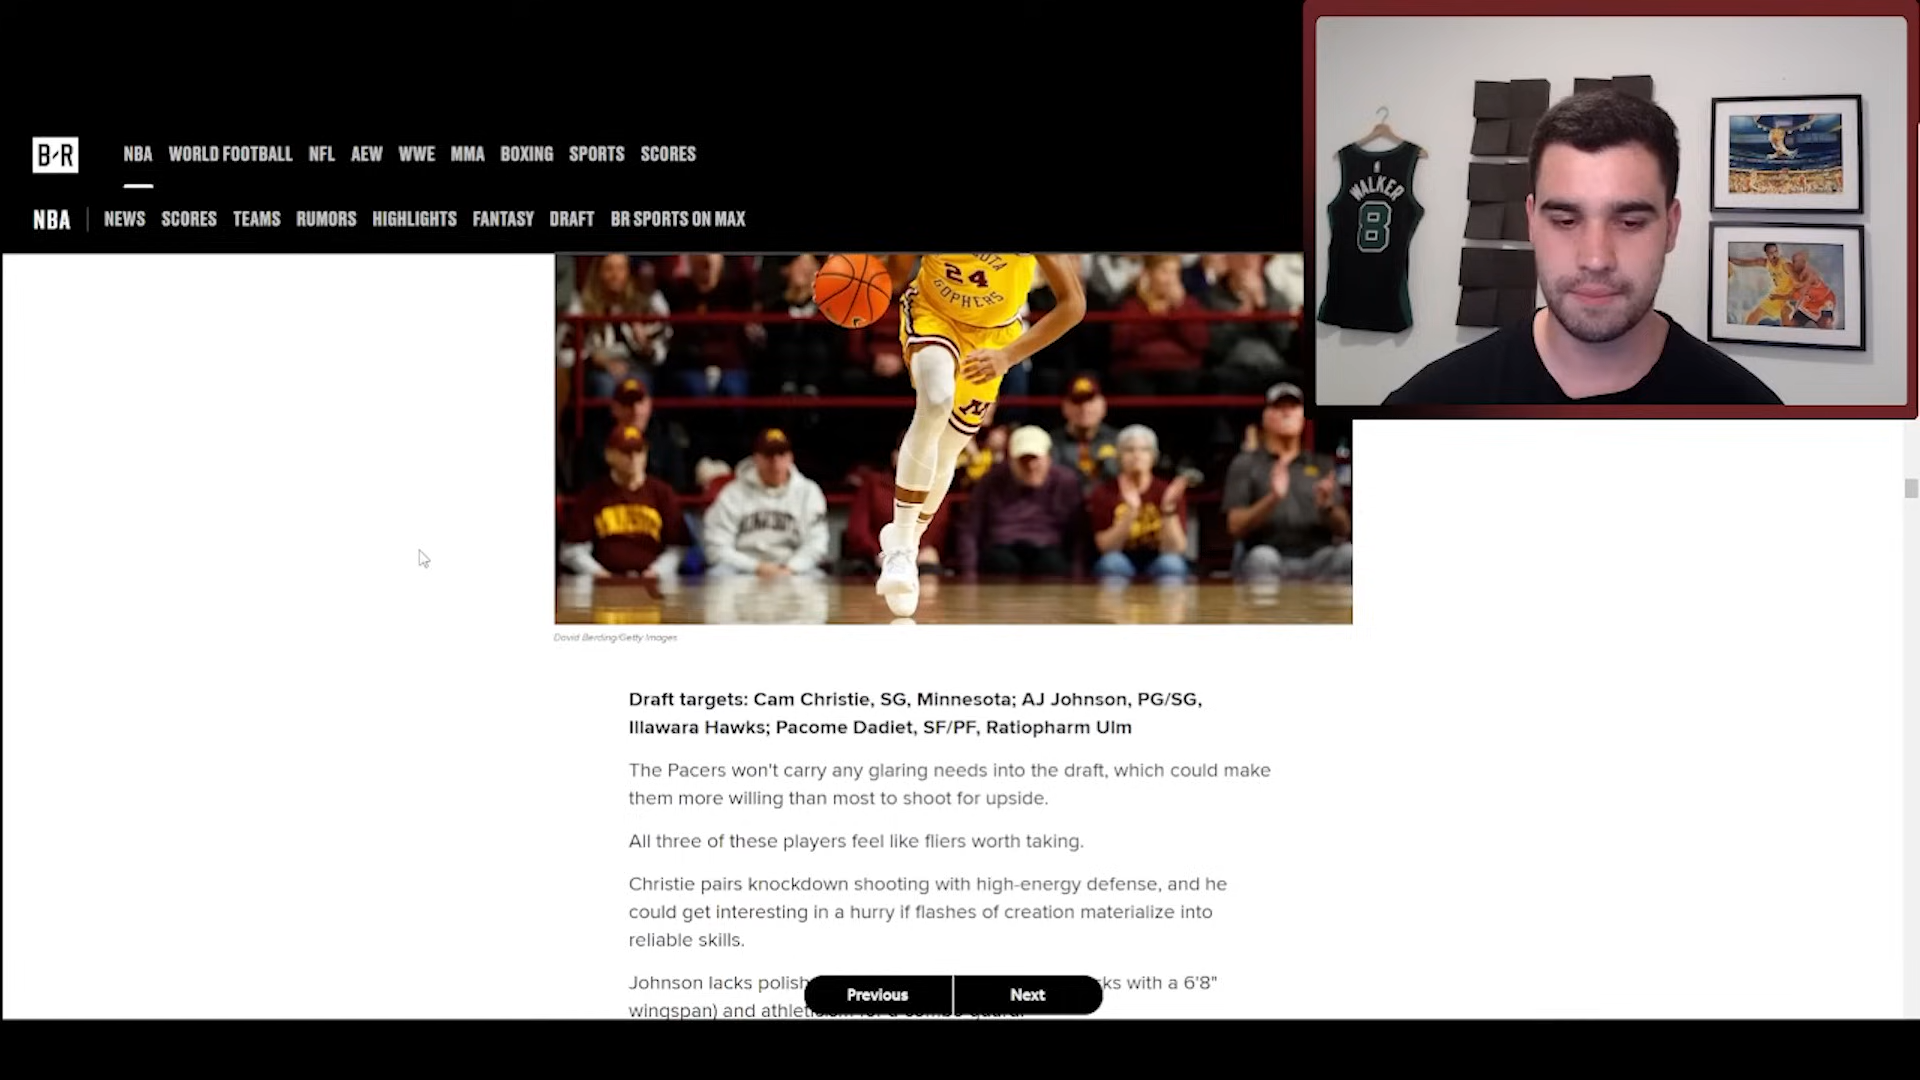 B/R
NBA WORLD FOOTBALL NFL AEW WWE MMA BOXING SPORTS SCORES
NBA NEWS SCORES TEAMS RUMORS HIGHLIGHTS FANTASY DRAFT BR SPORTS ON MAX
WALKER
8
24
GOPHERS
M
David Berding/Getty Images
Draft targets: Cam Christie, SG, Minnesota; AJ Johnson, PG/SG,
Illawara Hawks; Pacome Dadiet, SF/PF, Ratiopharm Ulm
The Pacers won't carry any glaring needs into the draft, which could make
them more willing than most to shoot for upside.
All three of these players feel like fliers worth taking.
Christie pairs knockdown shooting with high-energy defense, and he
could get interesting in a hurry if flashes of creation materialize into
reliable skills.
Johnson lacks polish with a 6'8"
Previous Next
wingspan) and